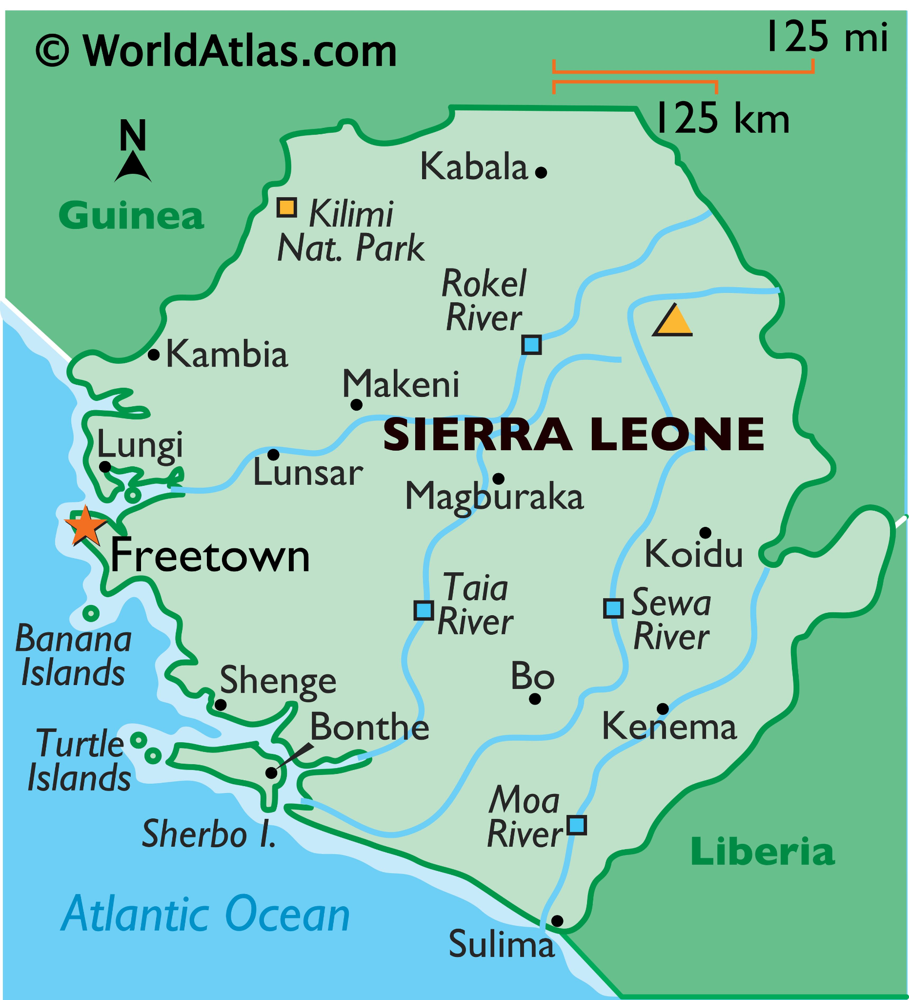 © WorldAtlas.com
125 mi
125 km
N
Guinea
Kabala
Kilimi
Nat. Park
Rokel
River
Kambia
Makeni
SIERRA LEONE
Lungi
Lunsar
Magburaka
Freetown
Koidu
Taia
River
Sewa
River
Banana
Islands
Shenge
Bo
Bonthe
Kenema
Turtle
Islands
Moa
River
Sherbo I.
Liberia
Atlantic Ocean
Sulima